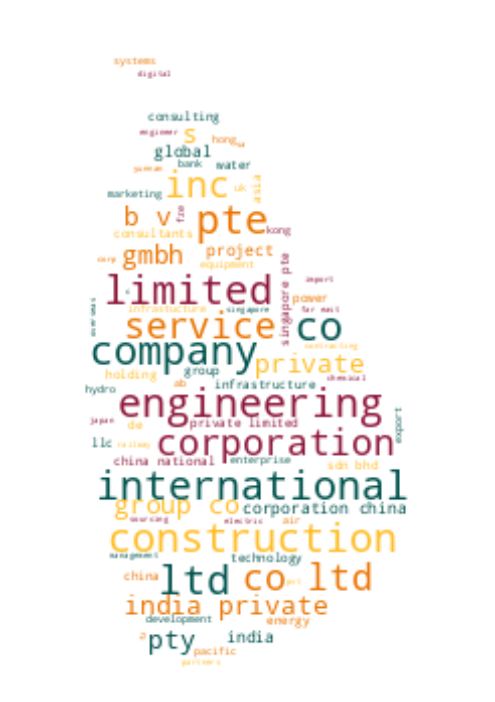 systems
digital
consulting
engineer s hong
global
yunnan bank water
marketing inc uk asia
b v fze pte kong
consultants
gmbh project
corp equipment
singapore pte
limited import
overseas
infrastructure singapore power far east
service co
company contracting
private
holding group chemical
hydro ab infrastructure
engineering
japan de private limited export
llc railway corporation
china national enterprise sdn bhd
international
group co corporation china
sourcing electric air
construction
management technology
china ltd co ltd
india private
development energy
a pty india
pacific
partners